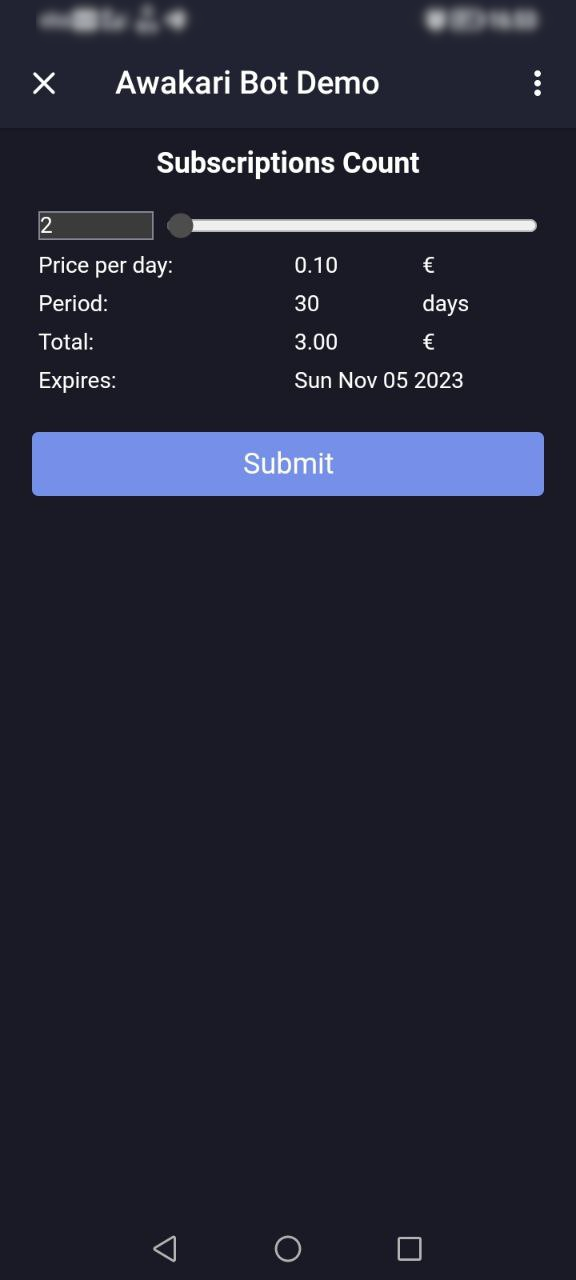 Awakari Bot Demo
Subscriptions Count
2
Price per day: 0.10 €
Period: 30 days
Total: 3.00 €
Expires: Sun Nov 05 2023
Submit